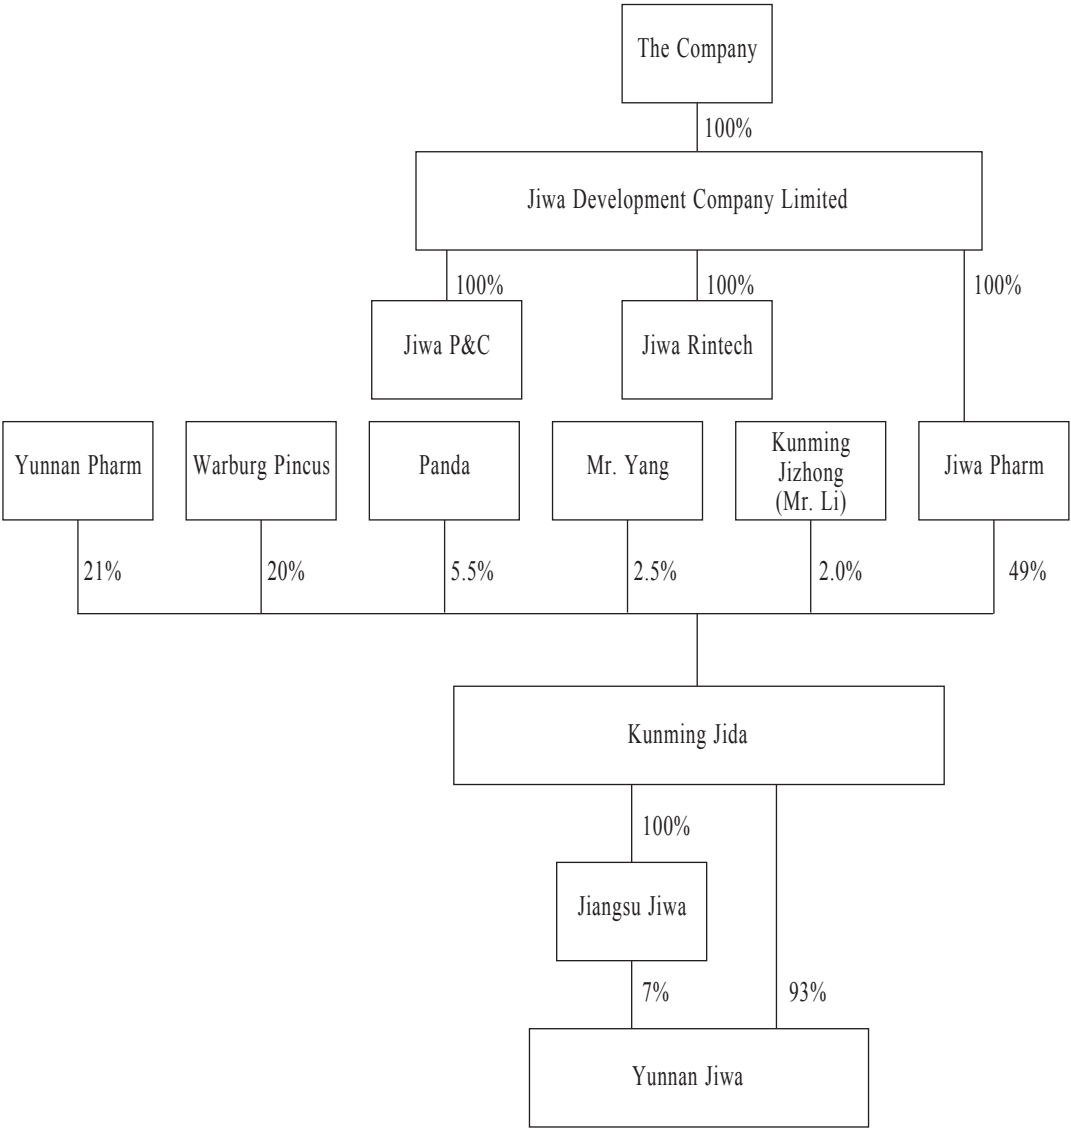 The Company
100%
Jiwa Development Company Limited
100%
100%
100%
Jiwa P&C
Jiwa Rintech
Yunnan Pharm
Warburg Pincus
Panda
Mr. Yang
Kunming
Jizhong
(Mr. Li)
Jiwa Pharm
21%
20%
5.5%
2.5%
2.0%
49%
Kunming Jida
100%
Jiangsu Jiwa
7%
93%
Yunnan Jiwa